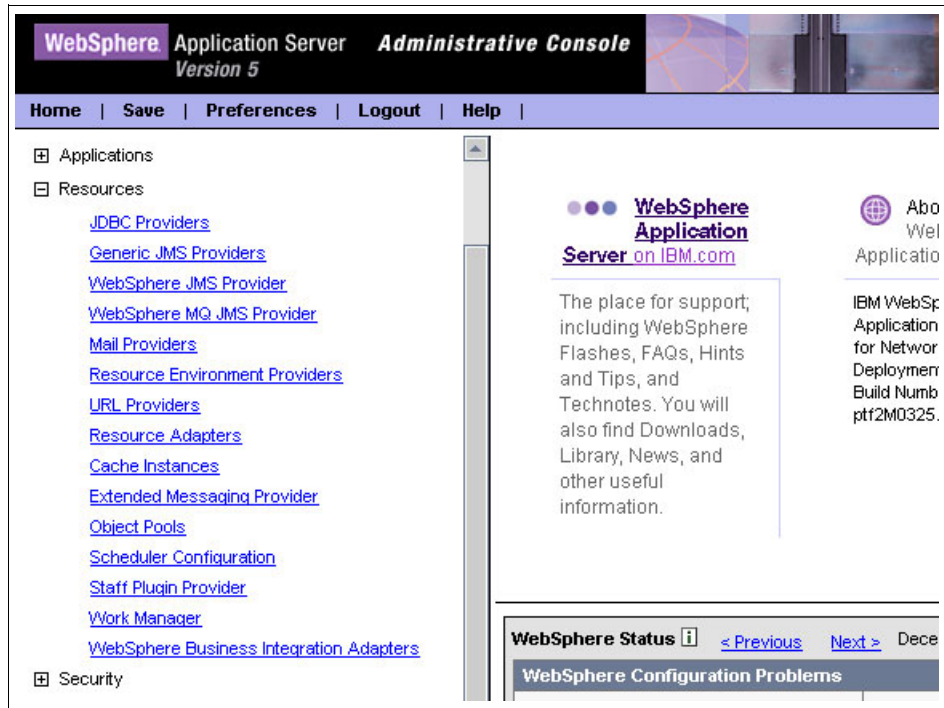 WebSphere. Application Server Administrative Console
Version 5
Home | Save | Preferences | Logout | Help |
Applications
Resources
JDBC Providers
Generic JMS Providers
WebSphere JMS Provider
WebSphere MQ JMS Provider
Mail Providers
Resource Environment Providers
URL Providers
Resource Adapters
Cache Instances
Extended Messaging Provider
Object Pools
Scheduler Configuration
Staff Plugin Provider
Work Manager
WebSphere Business Integration Adapters
Security
WebSphere
Application
Server on IBM.com
The place for support;
including WebSphere
Flashes, FAQs, Hints
and Tips, and
Technotes. You will
also find Downloads,
Library, News, and
other useful
information.
Abo
Wel
Applicatio
IBM WebSp
Application
for Networ
Deploymen
Build Numb
ptf2M0325.
WebSphere Status i < Previous Next > Dece
WebSphere Configuration Problems